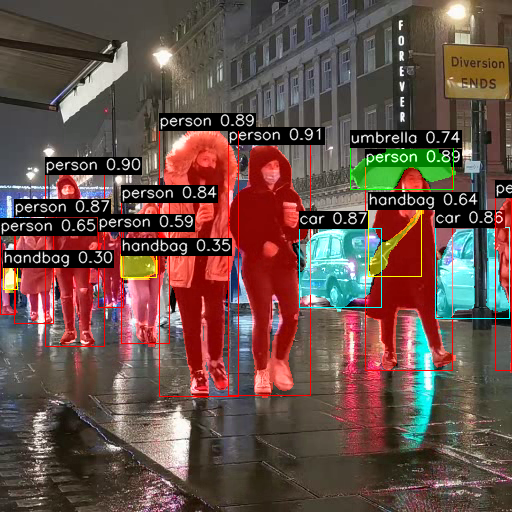 FOREVER
Diversion
ENDS
person 0.89
person 0.91
umbrella 0.74
person 0.89
person 0.90
person 0.84
handbag 0.64
pe
person 0.87
person 0.65
person 0.59
car 0.87
car 0.86
handbag 0.35
handbag 0.30